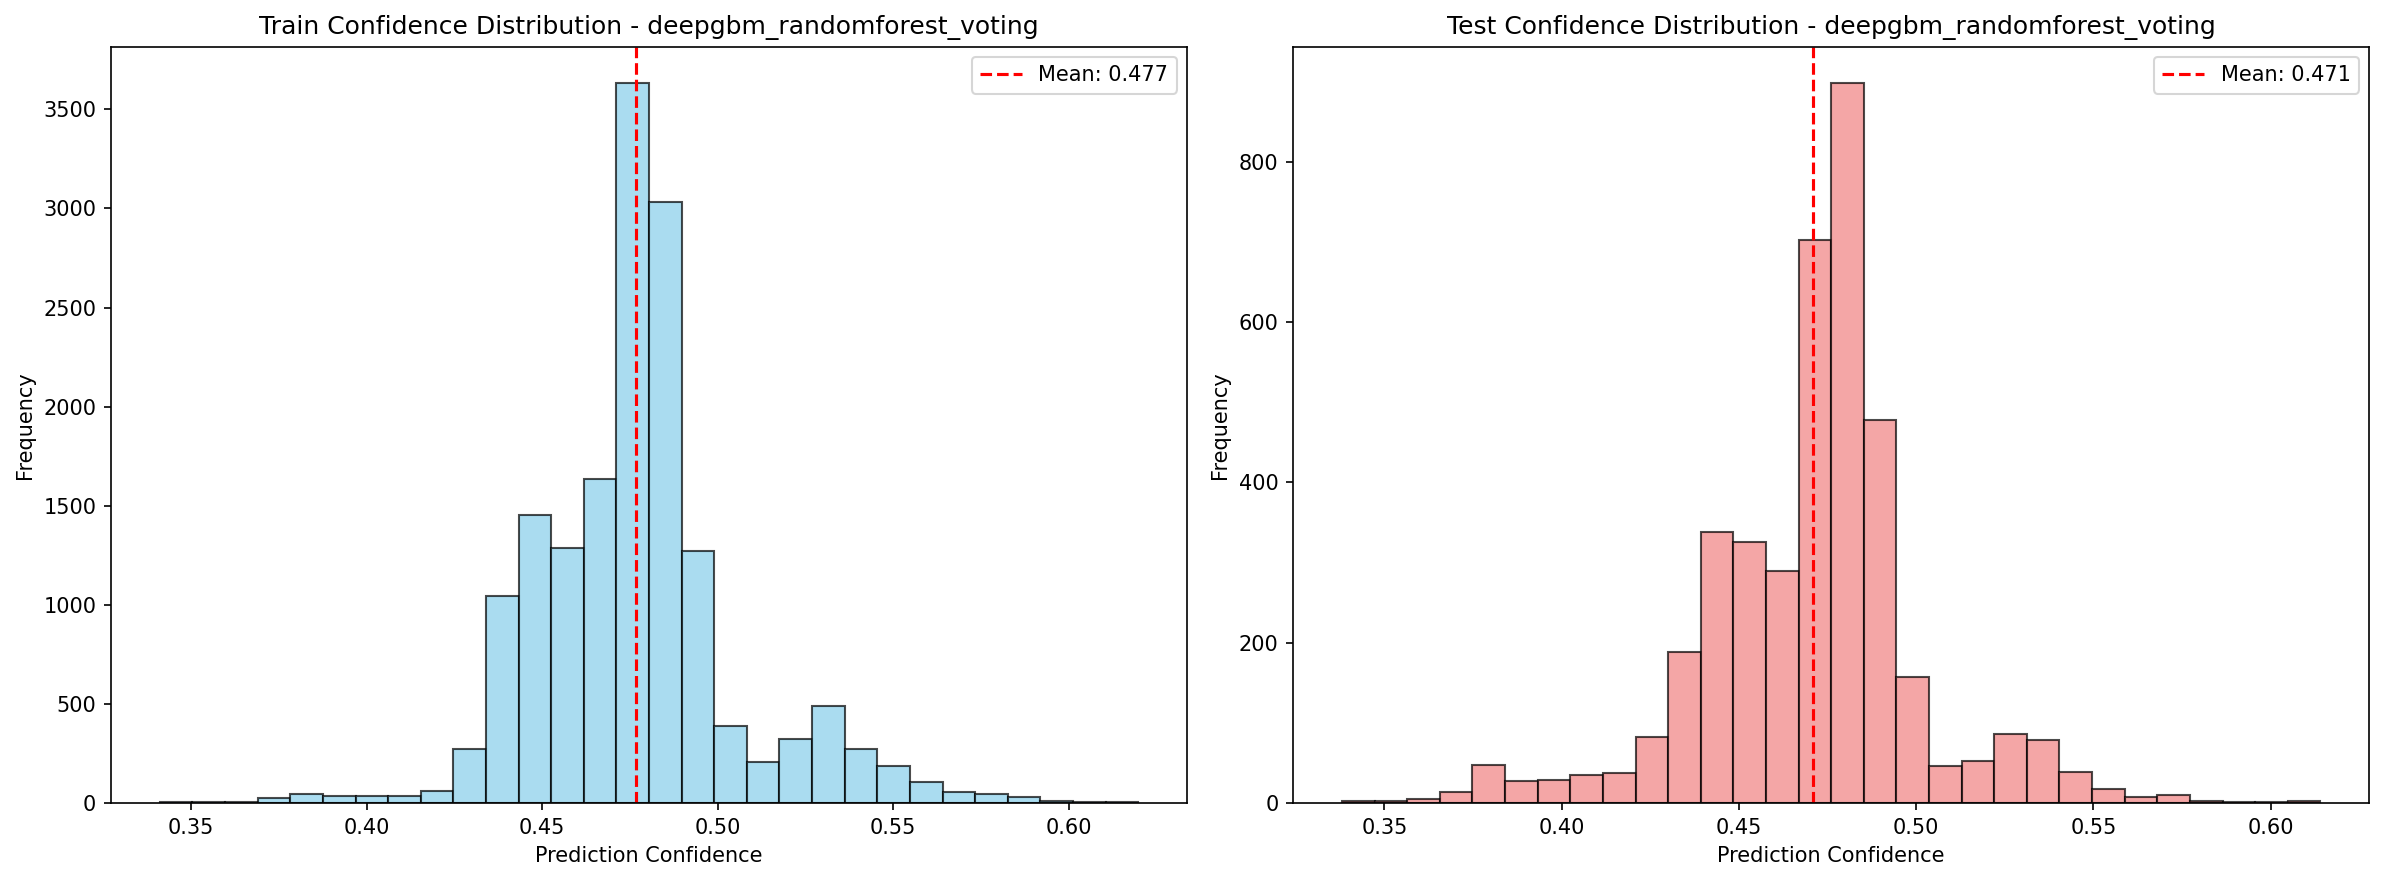 Train Confidence Distribution - deepgbm_randomforest_voting
Mean: 0.477
Frequency
3500
3000
2500
2000
1500
1000
500
0
0.35 0.40 0.45 0.50 0.55 0.60
Prediction Confidence
Test Confidence Distribution - deepgbm_randomforest_voting
Mean: 0.471
Frequency
800
600
400
200
0
0.35 0.40 0.45 0.50 0.55 0.60
Prediction Confidence